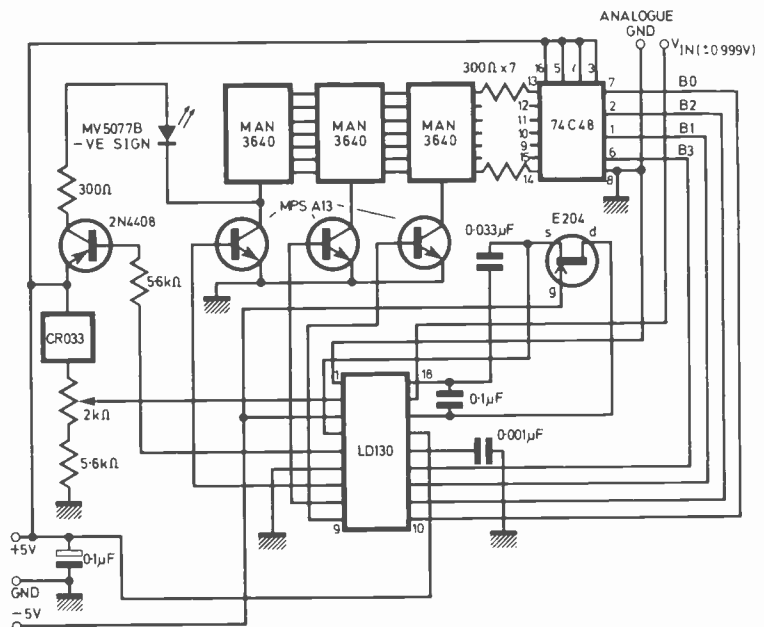 ANALOGUE
GND
VIN(±0.999V)
16 5 4 3
300Ω x 7
13
12
11
10
9
15
14
74C48
7
2
1
6
8
B0
B2
B1
B3
MV5077B
-VE SIGN
MAN
3640
MAN
3640
MAN
3640
300Ω
2N4408
MPS A13
0·033µF
E204
s
d
g
5·6kΩ
CR033
2kΩ
5·6kΩ
1
18
LD130
9
10
0·1µF
0·001µF
+5V
0·1µF
GND
-5V